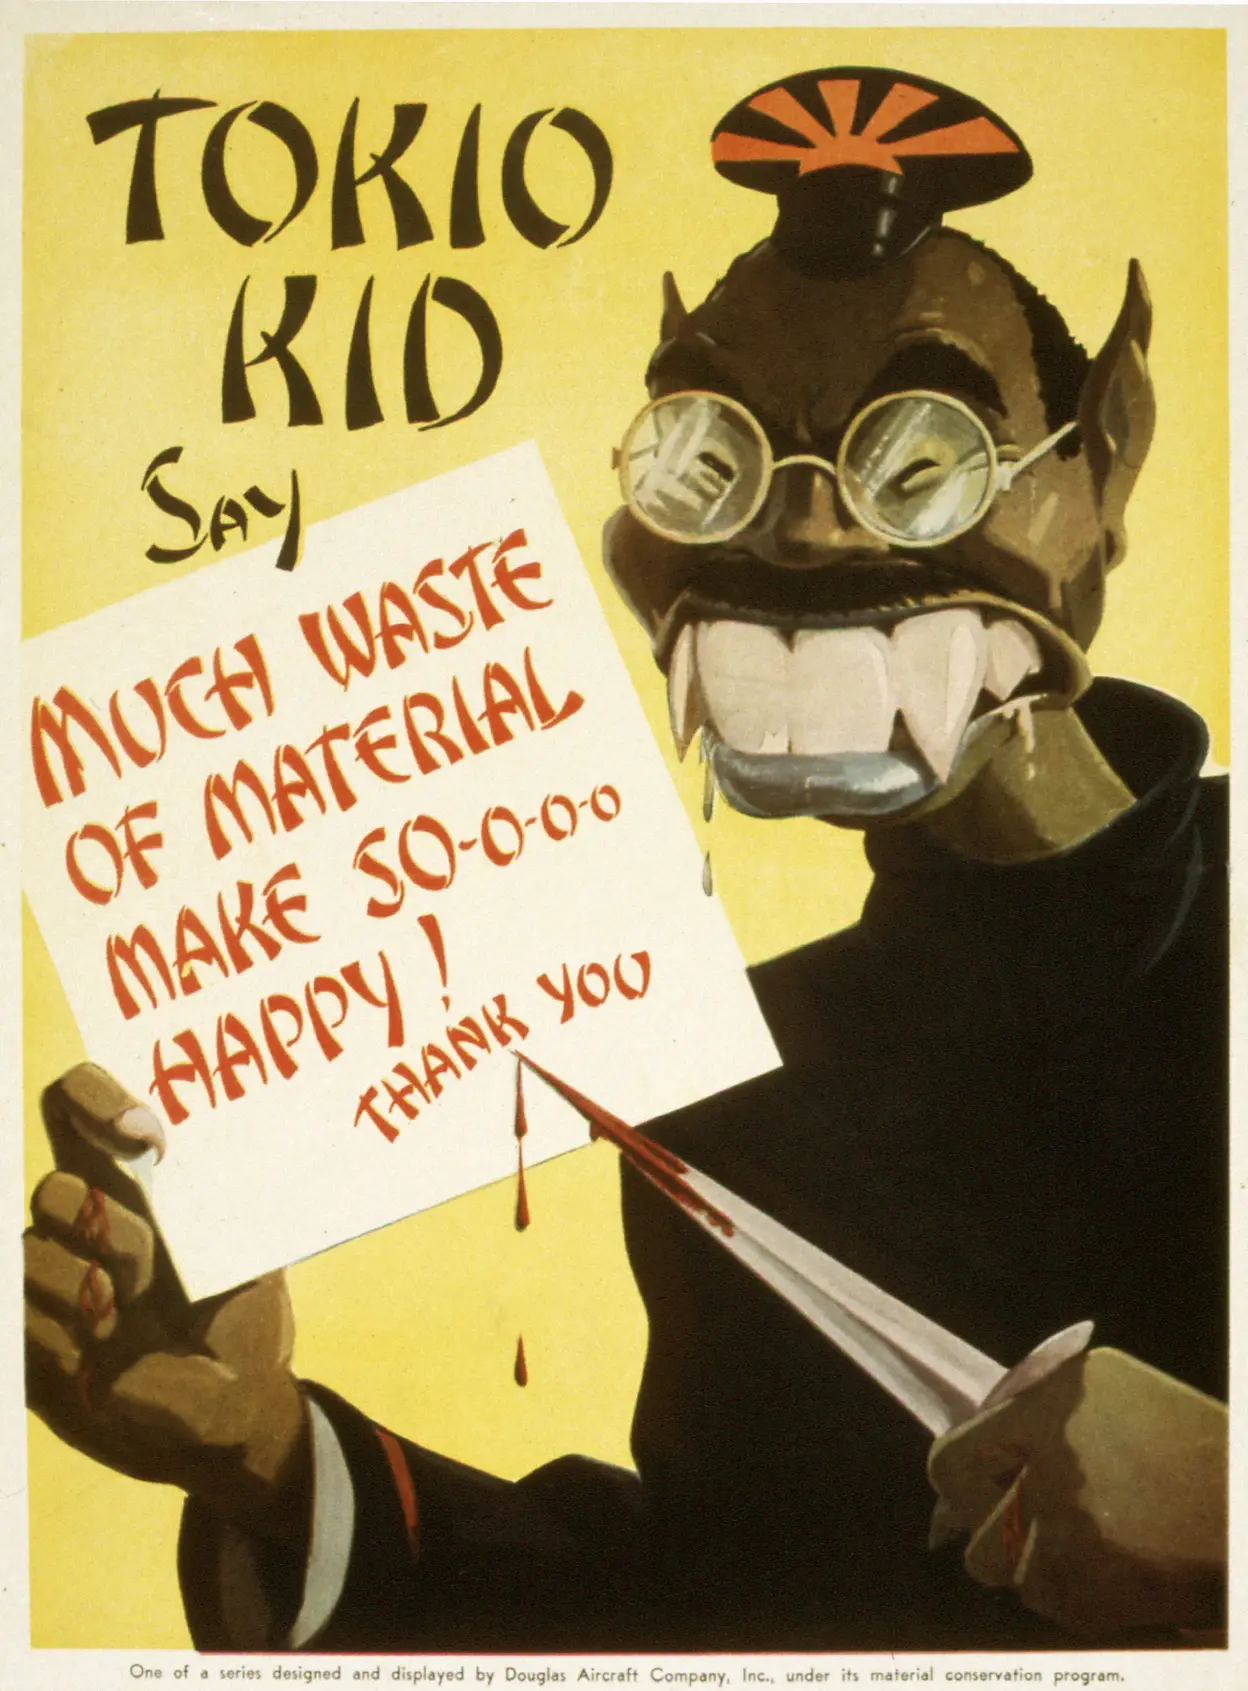 TOKIO
KID
SAY
MUCH WASTE
OF MATERIAL
MAKE SO-O-O-O
HAPPY!
THANK YOU
One of a series designed and displayed by Douglas Aircraft Company, Inc., under its material conservation program.